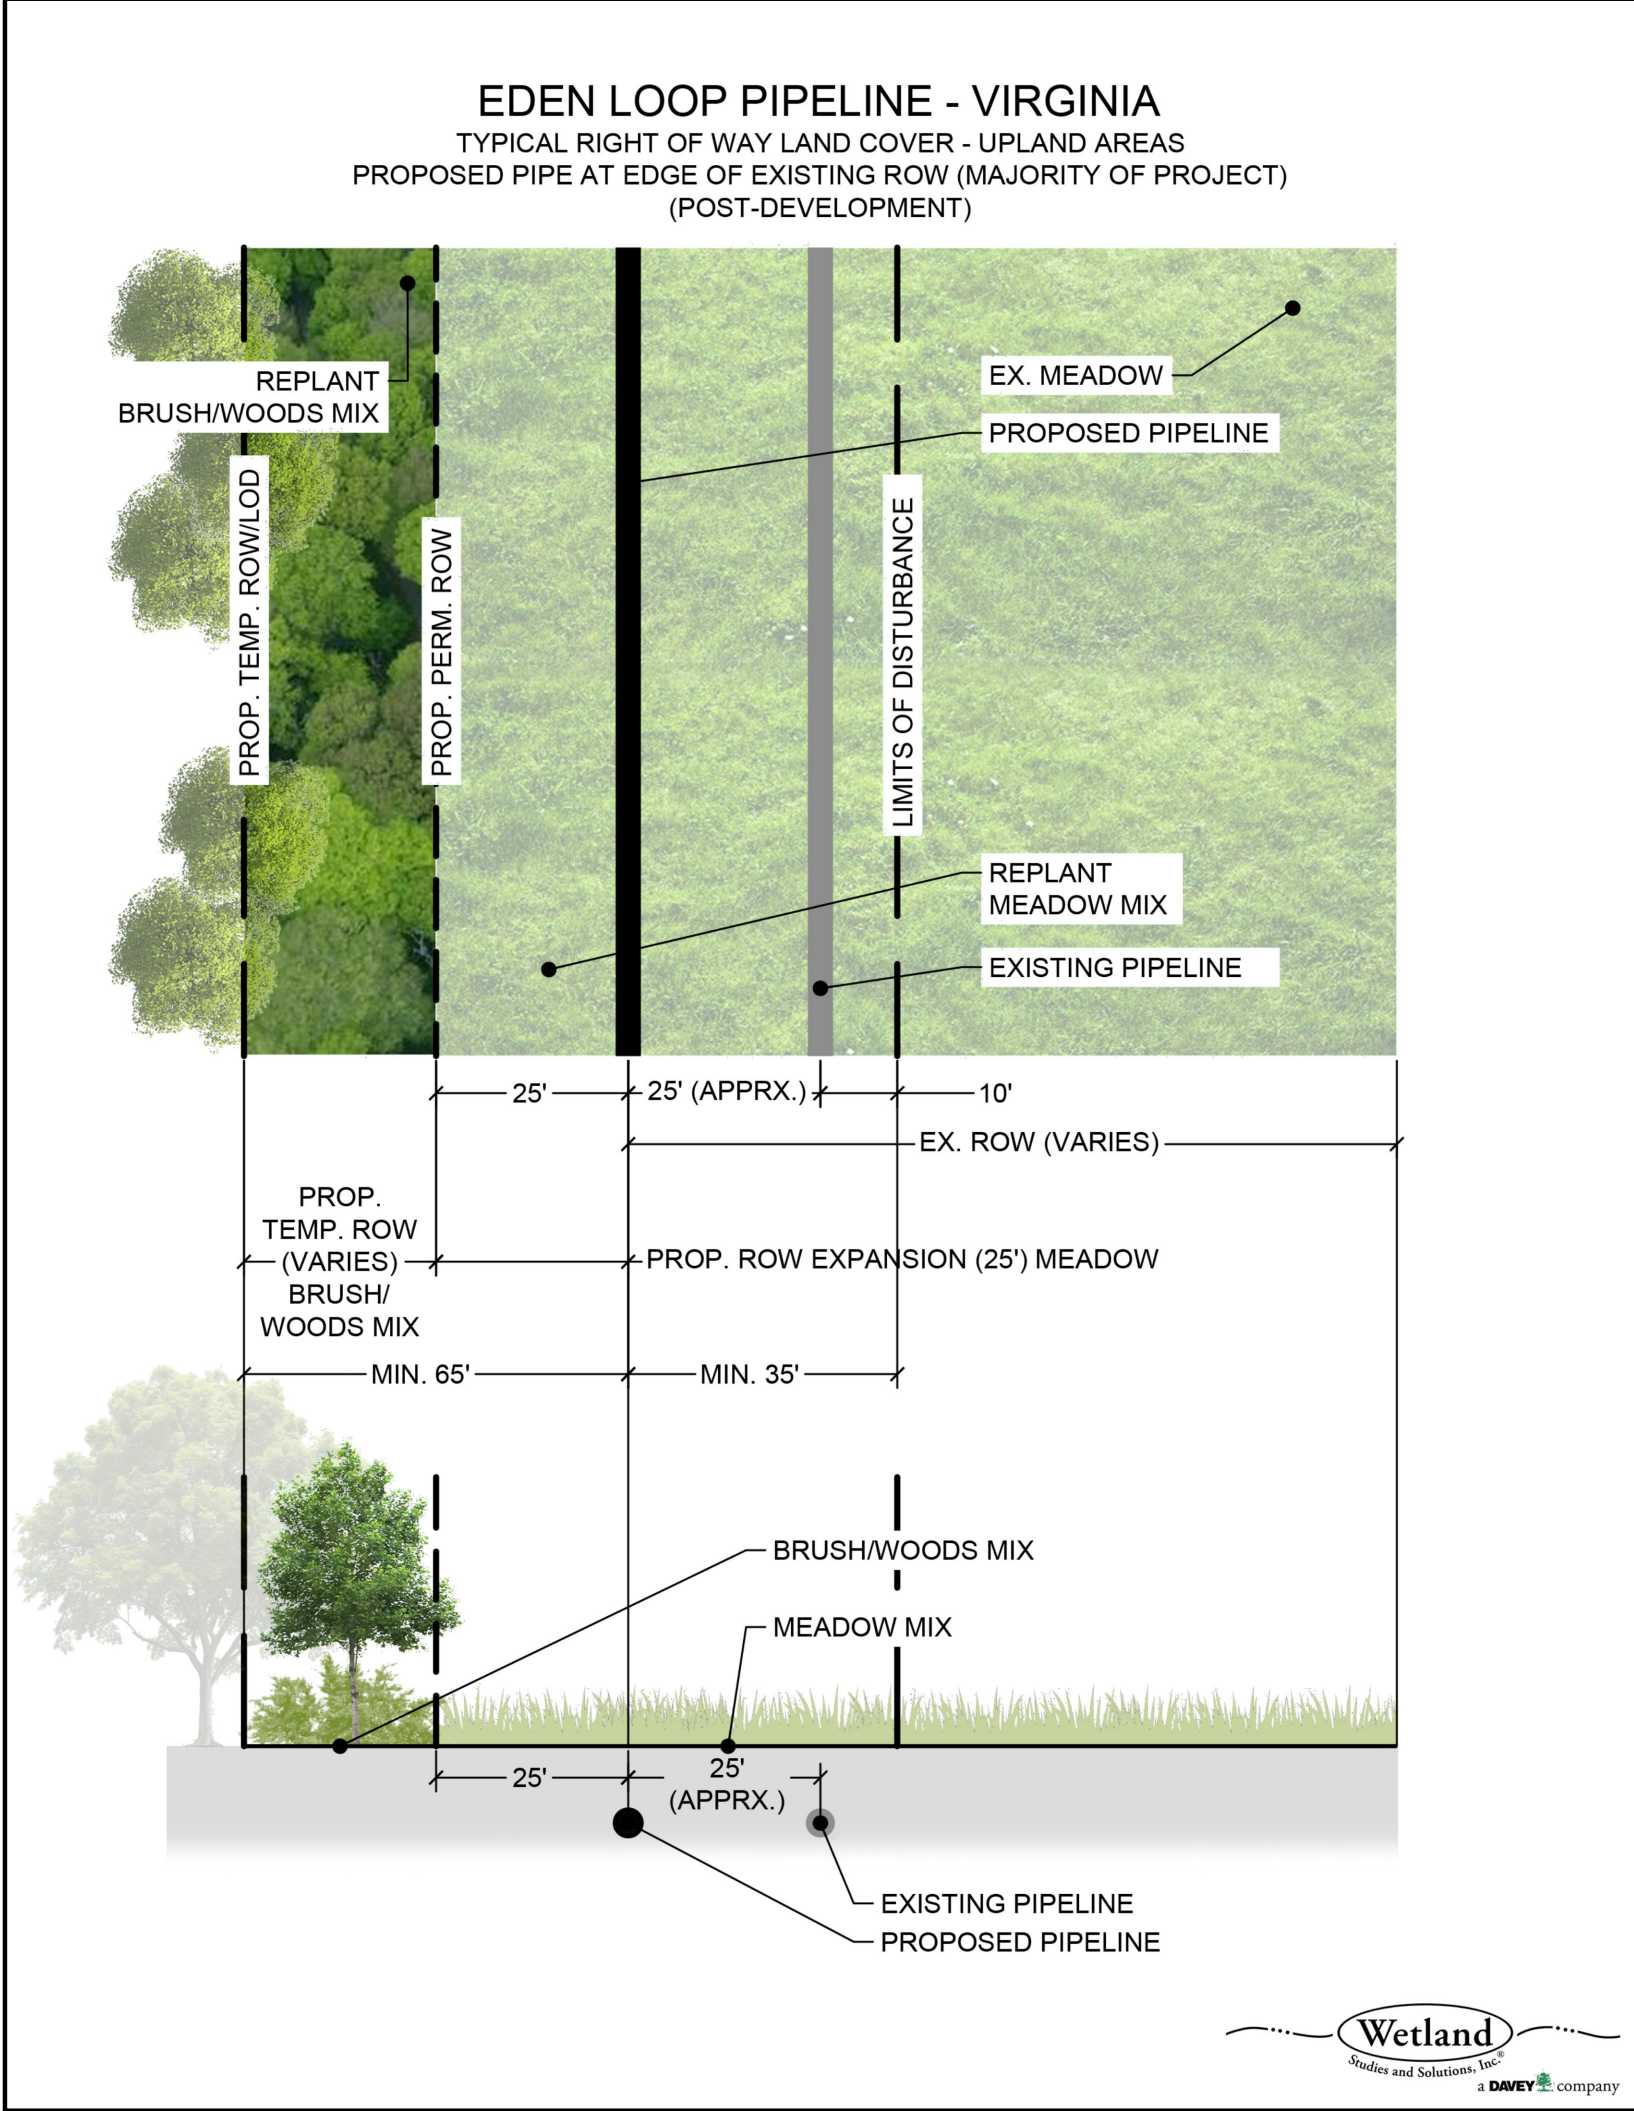 EDEN LOOP PIPELINE - VIRGINIA
TYPICAL RIGHT OF WAY LAND COVER - UPLAND AREAS
PROPOSED PIPE AT EDGE OF EXISTING ROW (MAJORITY OF PROJECT)
(POST-DEVELOPMENT)
REPLANT
BRUSH/WOODS MIX
PROP. TEMP. ROW/LOD
PROP. PERM. ROW
LIMITS OF DISTURBANCE
EX. MEADOW
PROPOSED PIPELINE
REPLANT
MEADOW MIX
EXISTING PIPELINE
25'
25' (APPRX.)
10'
EX. ROW (VARIES)
PROP.
TEMP. ROW
(VARIES)
BRUSH/
WOODS MIX
PROP. ROW EXPANSION (25') MEADOW
MIN. 65'
MIN. 35'
BRUSH/WOODS MIX
MEADOW MIX
25'
25'
(APPRX.)
EXISTING PIPELINE
PROPOSED PIPELINE
Wetland
Studies and Solutions, Inc.®
a DAVEY company